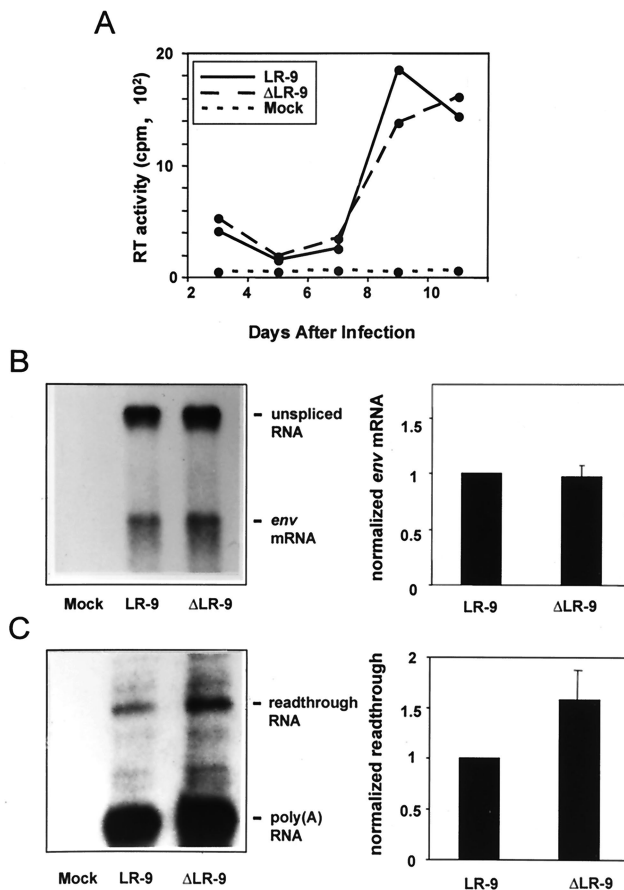 A
RT activity (cpm, 10²)
20
10
0
LR-9
ΔLR-9
Mock
2 4 6 8 10
Days After Infection
B
unspliced
RNA
env
mRNA
Mock LR-9 ΔLR-9
normalized env mRNA
1.5
1
0.5
0
LR-9 ΔLR-9
C
readthrough
RNA
poly(A)
RNA
Mock LR-9 ΔLR-9
normalized readthrough
2
1.5
1
0.5
0
LR-9 ΔLR-9